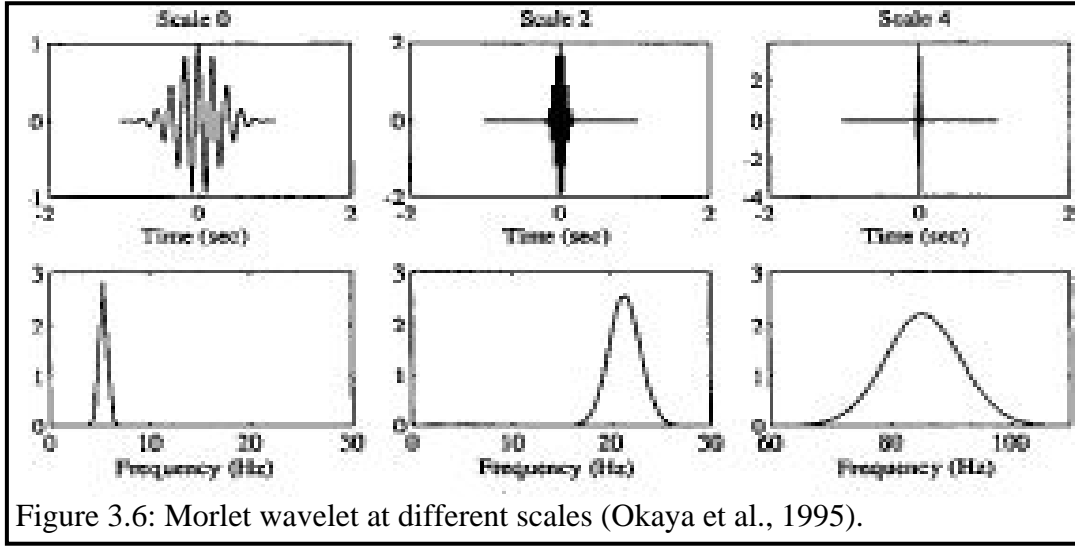 Scale 0 Scale 2 Scale 4
1 2
2
0 0 0
-2
-1 -2 -4
-2 0 2 -2 0 2 -2 0 2
Time (sec) Time (sec) Time (sec)
3 3 3
2 2 2
1 1 1
0 0 0
0 10 20 30 0 10 20 30 60 80 100
Frequency (Hz) Frequency (Hz) Frequency (Hz)
Figure 3.6: Morlet wavelet at different scales (Okaya et al., 1995).